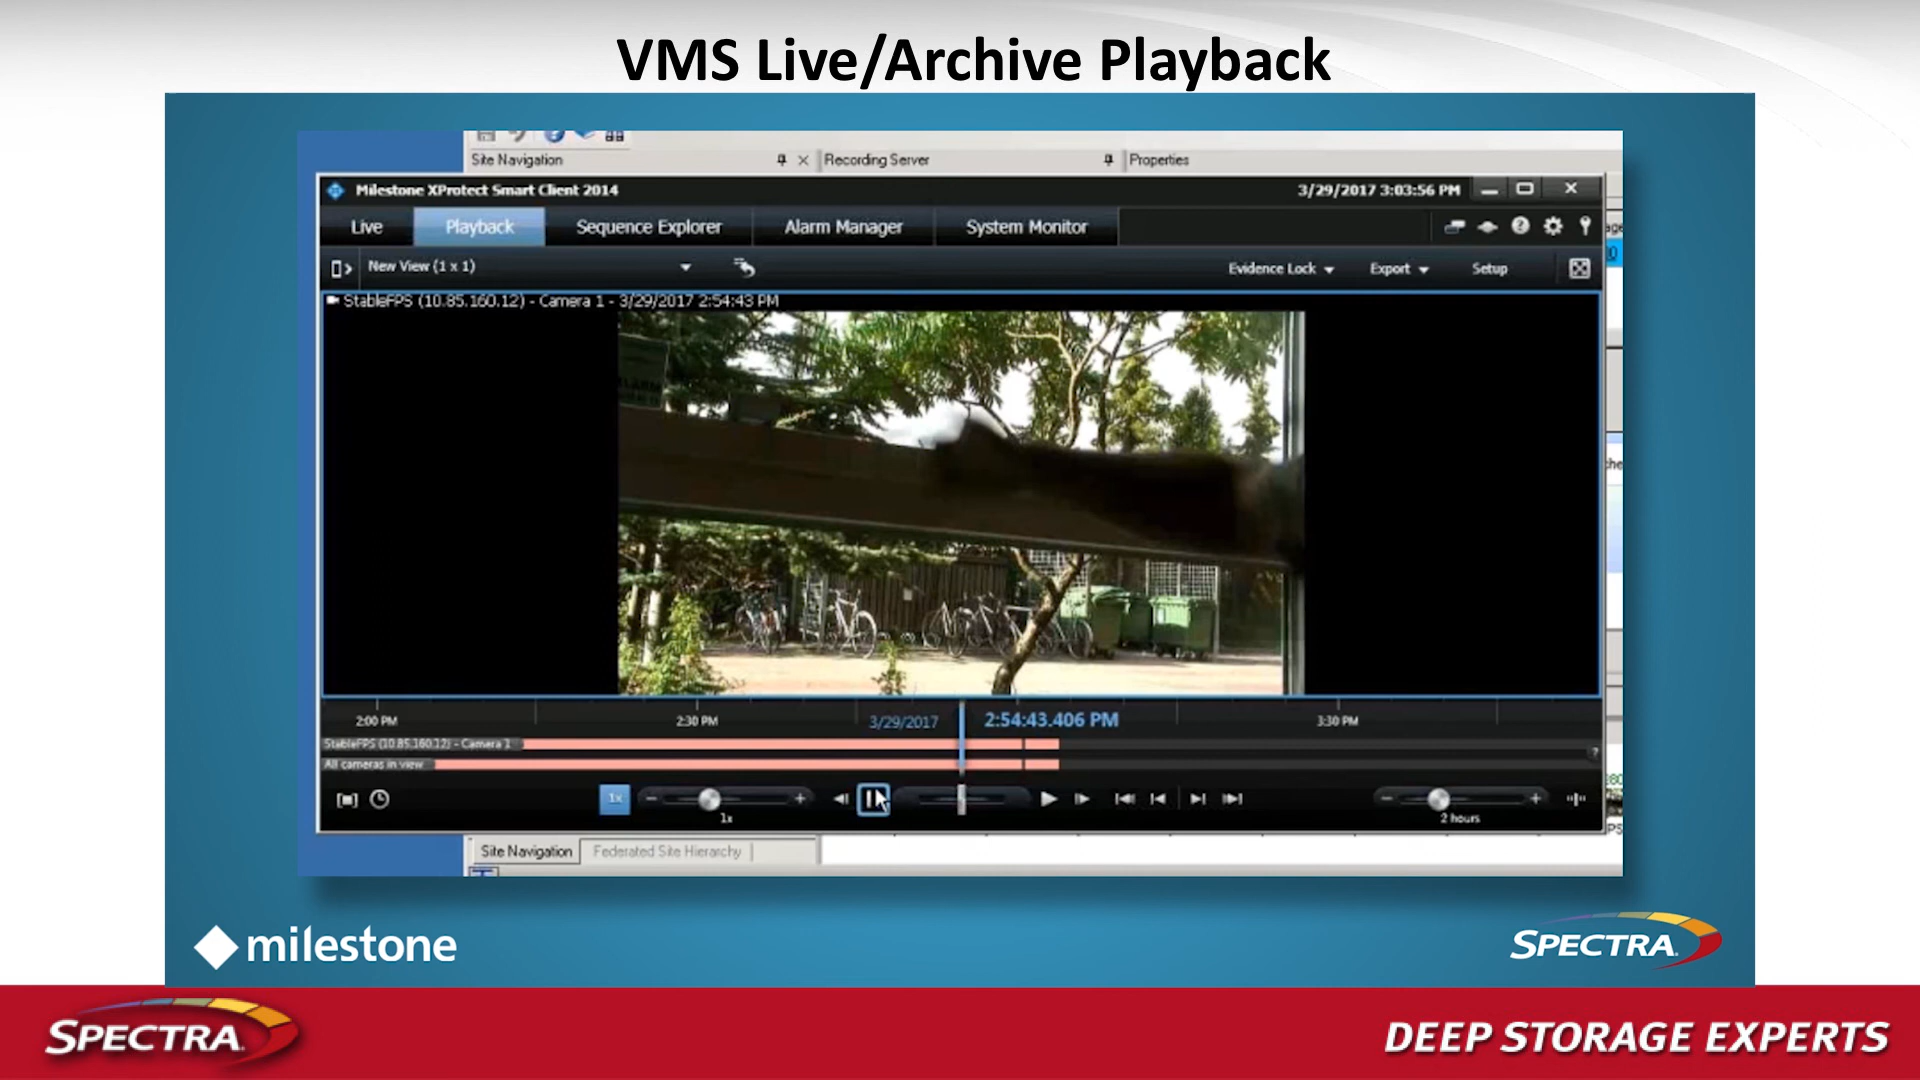 VMS Live/Archive Playback
Site Navigation
Recording Server
Properties
Milestone XProtect Smart Client 2014
3/29/2017 3:03:56 PM
Live
Playback
Sequence Explorer
Alarm Manager
System Monitor
New View (1 x 1)
Evidence Lock
Export
Setup
StableFPS (10.85.160.12) - Camera 1 - 3/29/2017 2:54:43 PM
2:00 PM
2:30 PM
3/29/2017
2:54:43.406 PM
3:30 PM
StableFPS (10.85.160.12) - Camera 1
All cameras in view
1x
1x
2 hours
Site Navigation
Federated Site Hierarchy
milestone
SPECTRA
SPECTRA
DEEP STORAGE EXPERTS